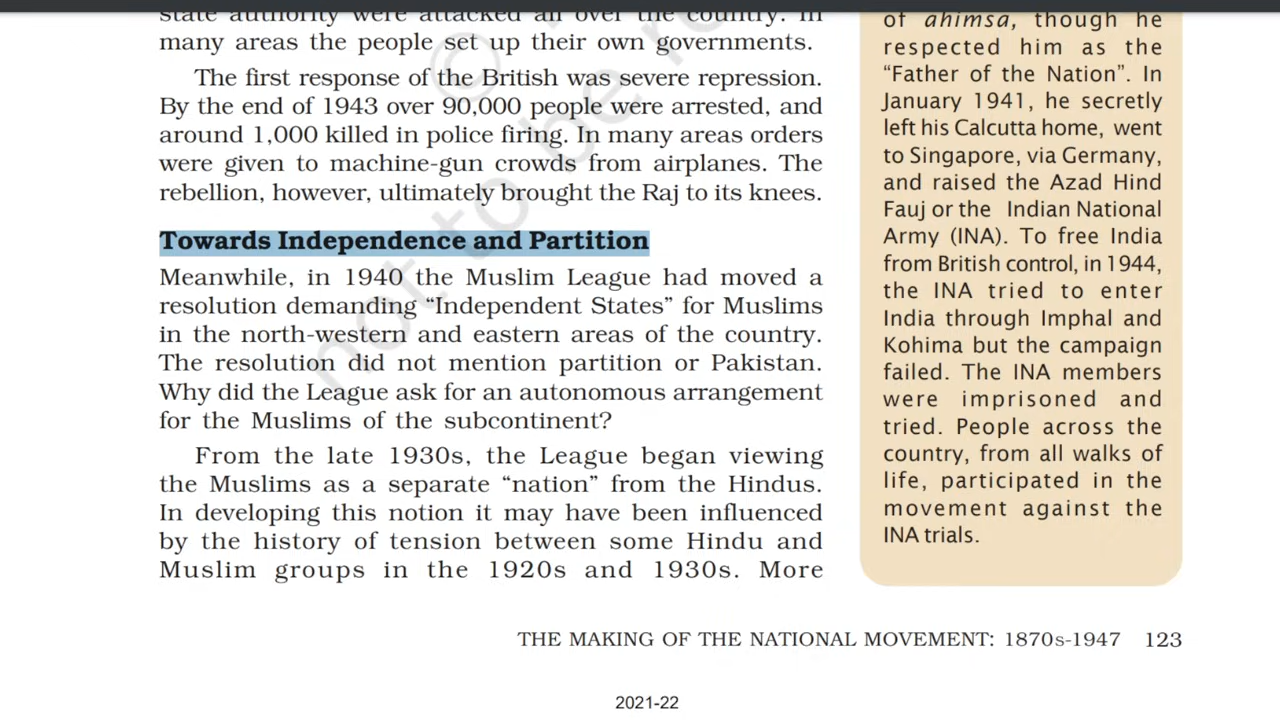 state authority were attacked all over the country. In
many areas the people set up their own governments.
The first response of the British was severe repression.
By the end of 1943 over 90,000 people were arrested, and
around 1,000 killed in police firing. In many areas orders
were given to machine-gun crowds from airplanes. The
rebellion, however, ultimately brought the Raj to its knees.
Towards Independence and Partition
Meanwhile, in 1940 the Muslim League had moved a
resolution demanding “Independent States” for Muslims
in the north-western and eastern areas of the country.
The resolution did not mention partition or Pakistan.
Why did the League ask for an autonomous arrangement
for the Muslims of the subcontinent?
From the late 1930s, the League began viewing
the Muslims as a separate “nation” from the Hindus.
In developing this notion it may have been influenced
by the history of tension between some Hindu and
Muslim groups in the 1920s and 1930s. More
of ahimsa, though he
respected him as the
“Father of the Nation”. In
January 1941, he secretly
left his Calcutta home, went
to Singapore, via Germany,
and raised the Azad Hind
Fauj or the Indian National
Army (INA). To free India
from British control, in 1944,
the INA tried to enter
India through Imphal and
Kohima but the campaign
failed. The INA members
were imprisoned and
tried. People across the
country, from all walks of
life, participated in the
movement against the
INA trials.
THE MAKING OF THE NATIONAL MOVEMENT: 1870s-1947 123
2021-22
© 
not to be re